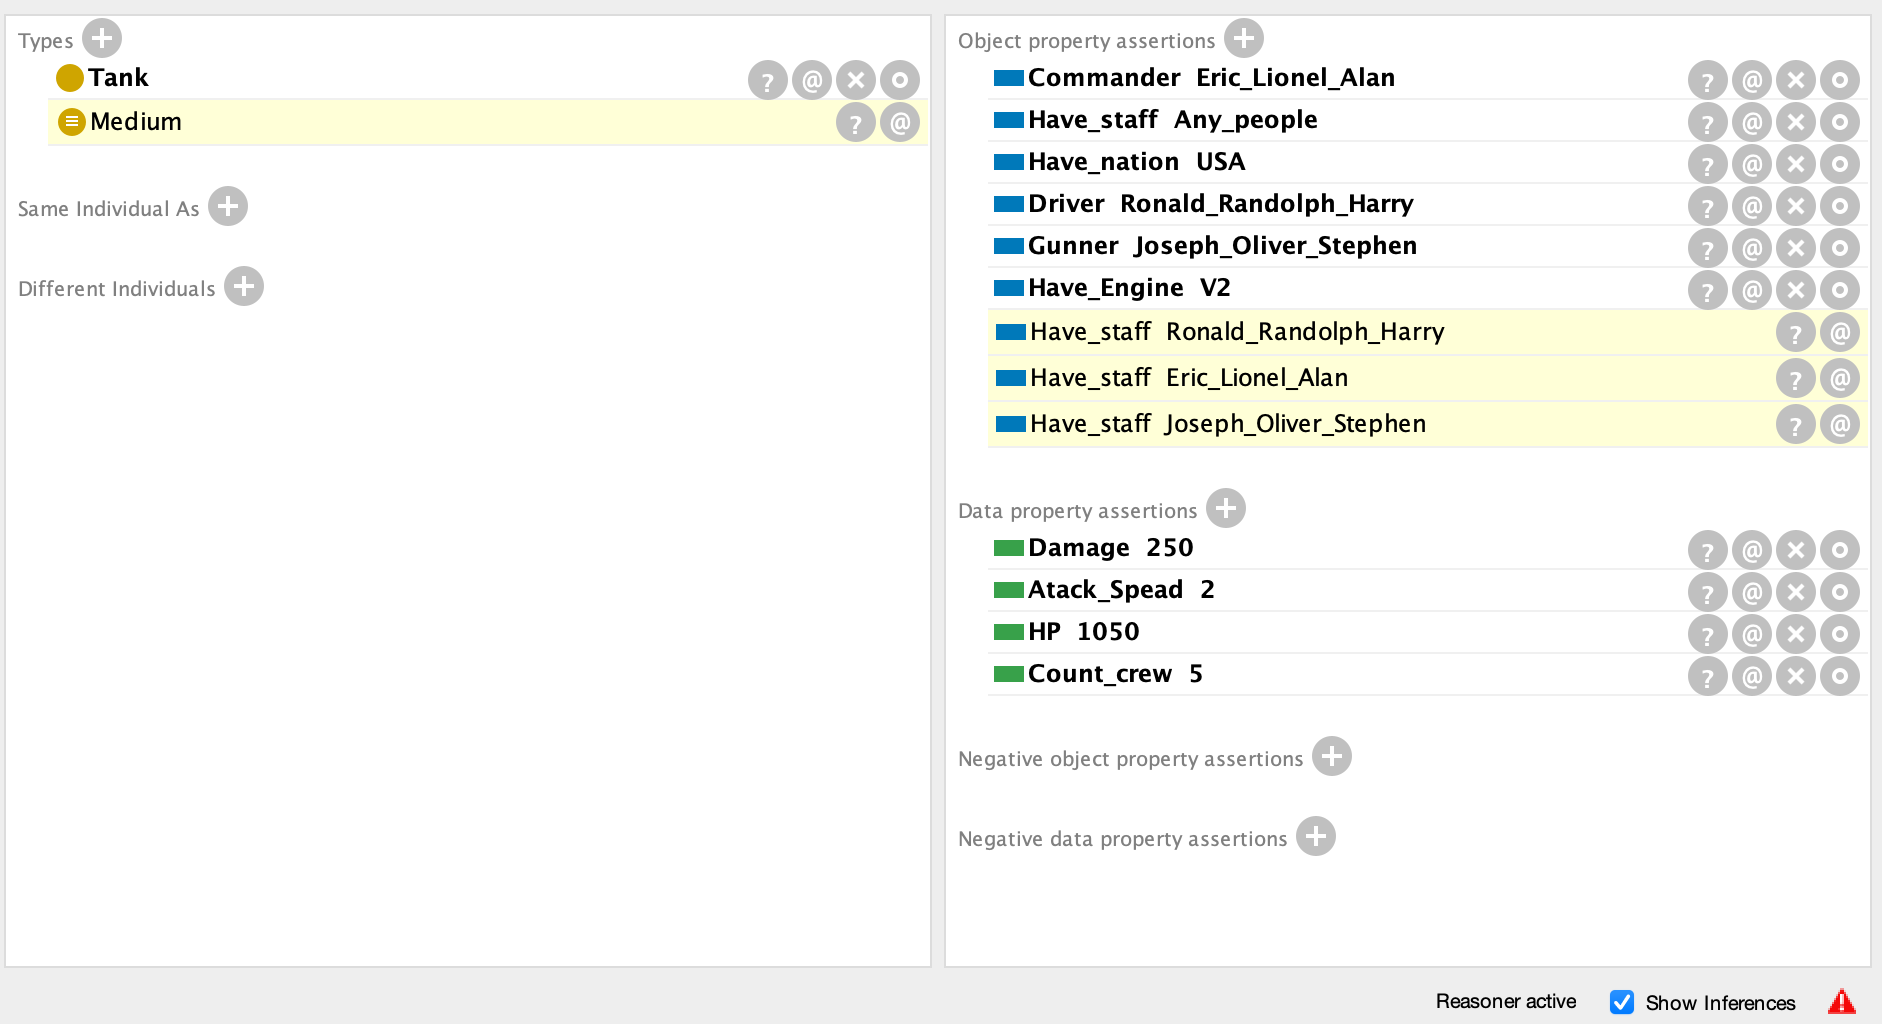 Types
Tank
Medium
Same Individual As
Different Individuals
Object property assertions
Commander Eric_Lionel_Alan
Have_staff Any_people
Have_nation USA
Driver Ronald_Randolph_Harry
Gunner Joseph_Oliver_Stephen
Have_Engine V2
Have_staff Ronald_Randolph_Harry
Have_staff Eric_Lionel_Alan
Have_staff Joseph_Oliver_Stephen
Data property assertions
Damage 250
Atack_Spead 2
HP 1050
Count_crew 5
Negative object property assertions
Negative data property assertions
Reasoner active Show Inferences